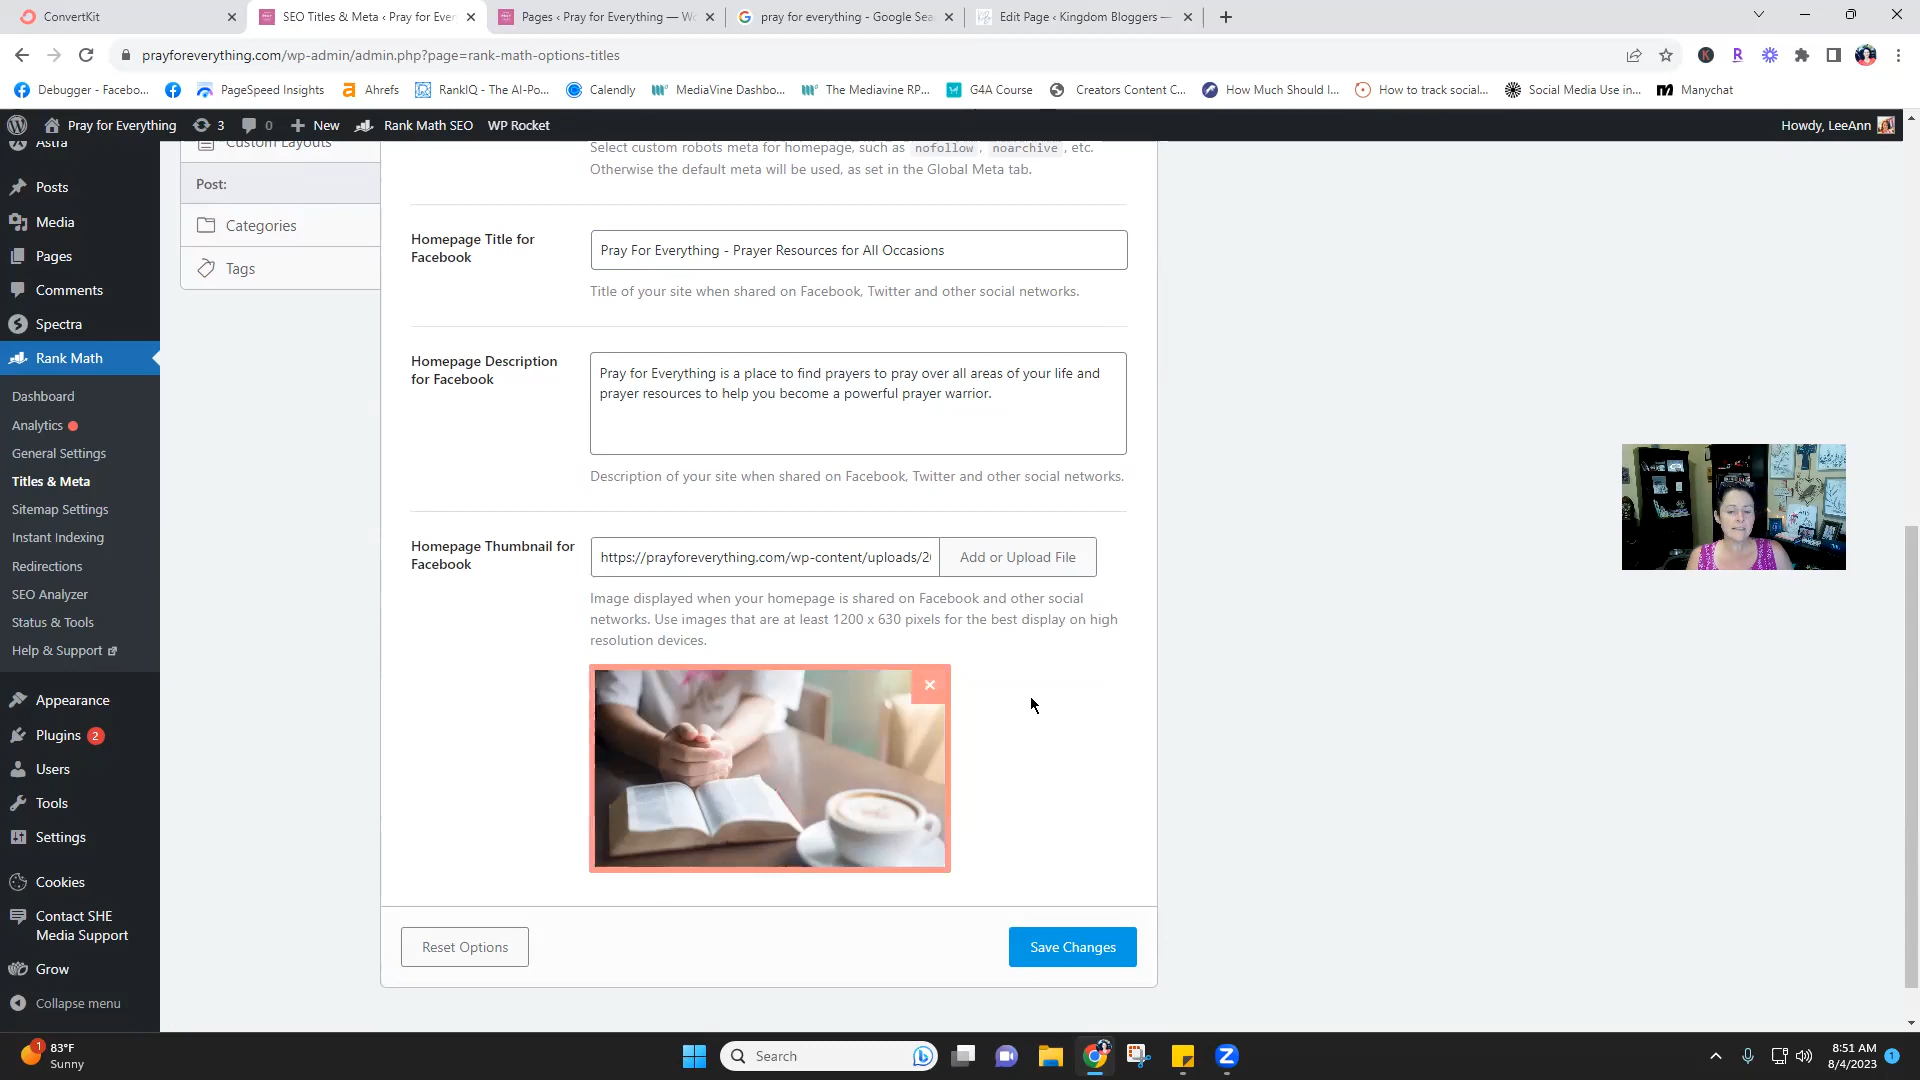 ConvertKit
SEO Titles & Meta ‹ Pray for Ever
Pages ‹ Pray for Everything — Wo
pray for everything - Google Sea
Edit Page ‹ Kingdom Bloggers —
prayforeverything.com/wp-admin/admin.php?page=rank-math-options-titles
Debugger - Facebo...
PageSpeed Insights
Ahrefs
RankIQ - The AI-Po...
Calendly
MediaVine Dashbo...
The Mediavine RP...
G4A Course
Creators Content C...
How Much Should I...
How to track social...
Social Media Use in...
Manychat
Pray for Everything
3
0
New
Rank Math SEO
WP Rocket
Howdy, LeeAnn
Astra
Posts
Media
Pages
Comments
Spectra
Rank Math
Dashboard
Analytics
General Settings
Titles & Meta
Sitemap Settings
Instant Indexing
Redirections
SEO Analyzer
Status & Tools
Help & Support
Appearance
Plugins 2
Users
Tools
Settings
Cookies
Contact SHE
Media Support
Grow
Collapse menu
Custom Layouts
Post:
Categories
Tags
Select custom robots meta for homepage, such as nofollow, noarchive, etc.
Otherwise the default meta will be used, as set in the Global Meta tab.
Homepage Title for
Facebook
Pray For Everything - Prayer Resources for All Occasions
Title of your site when shared on Facebook, Twitter and other social networks.
Homepage Description
for Facebook
Pray for Everything is a place to find prayers to pray over all areas of your life and
prayer resources to help you become a powerful prayer warrior.
Description of your site when shared on Facebook, Twitter and other social networks.
Homepage Thumbnail for
Facebook
https://prayforeverything.com/wp-content/uploads/2
Add or Upload File
Image displayed when your homepage is shared on Facebook and other social
networks. Use images that are at least 1200 x 630 pixels for the best display on high
resolution devices.
Reset Options
Save Changes
1
83°F
Sunny
Search
8:51 AM
8/4/2023
1